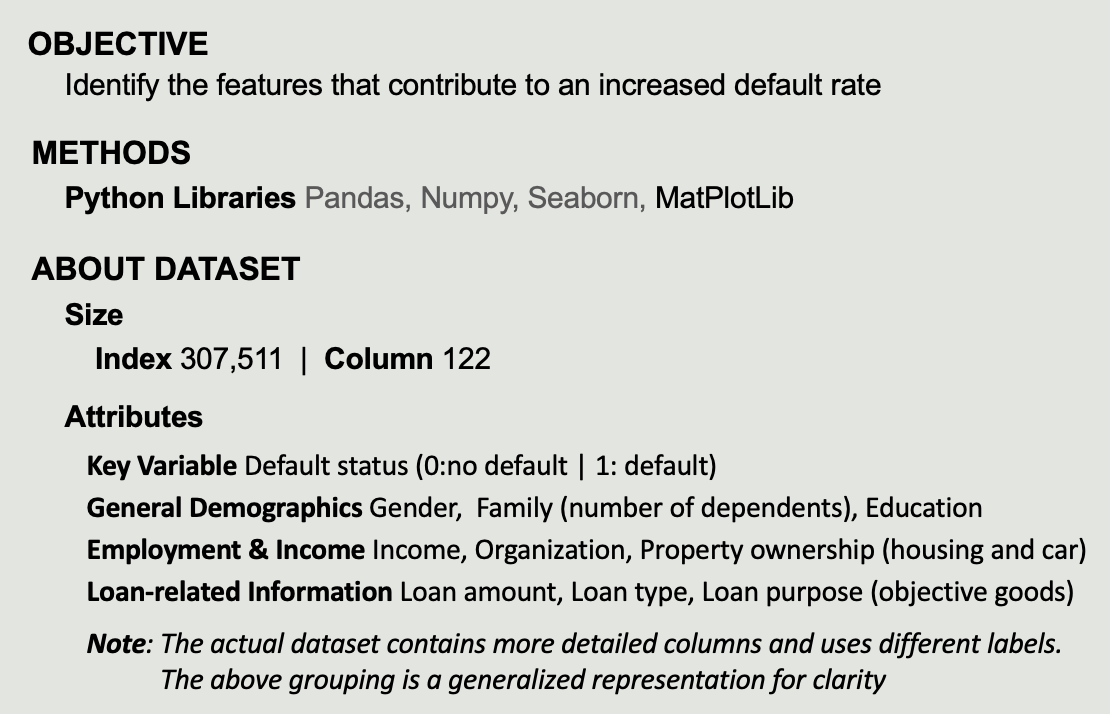 OBJECTIVE
Identify the features that contribute to an increased default rate
METHODS
Python Libraries Pandas, Numpy, Seaborn, MatPlotLib
ABOUT DATASET
Size
Index 307,511 | Column 122
Attributes
Key Variable Default status (0:no default | 1: default)
General Demographics Gender,  Family (number of dependents), Education
Employment & Income Income, Organization, Property ownership (housing and car)
Loan-related Information Loan amount, Loan type, Loan purpose (objective goods)
Note: The actual dataset contains more detailed columns and uses different labels.
The above grouping is a generalized representation for clarity